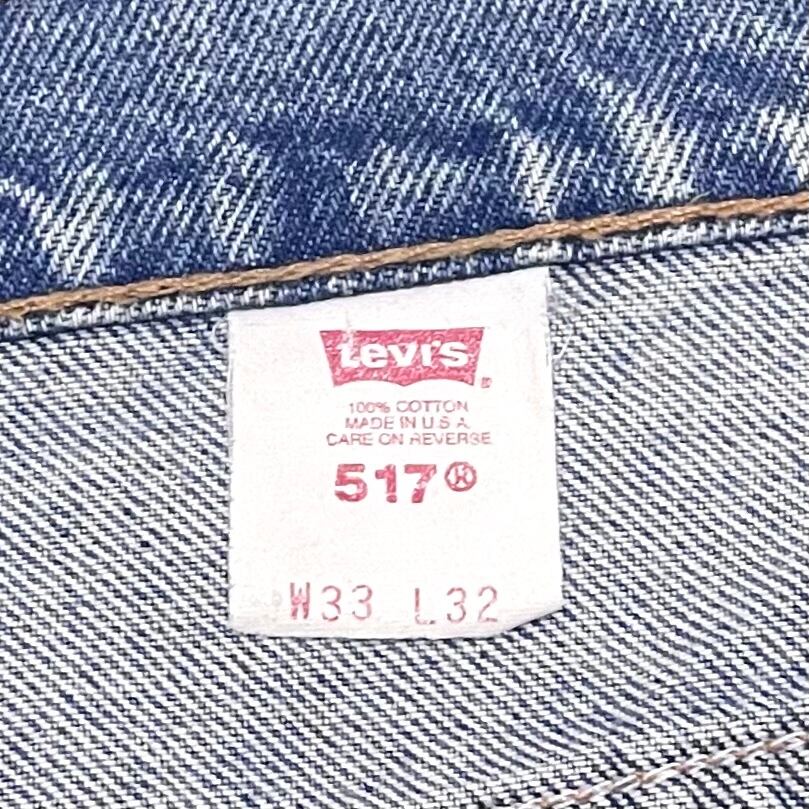 Levi's ®
100% COTTON
MADE IN U.S.A.
CARE ON REVERSE
517®
W33 L32